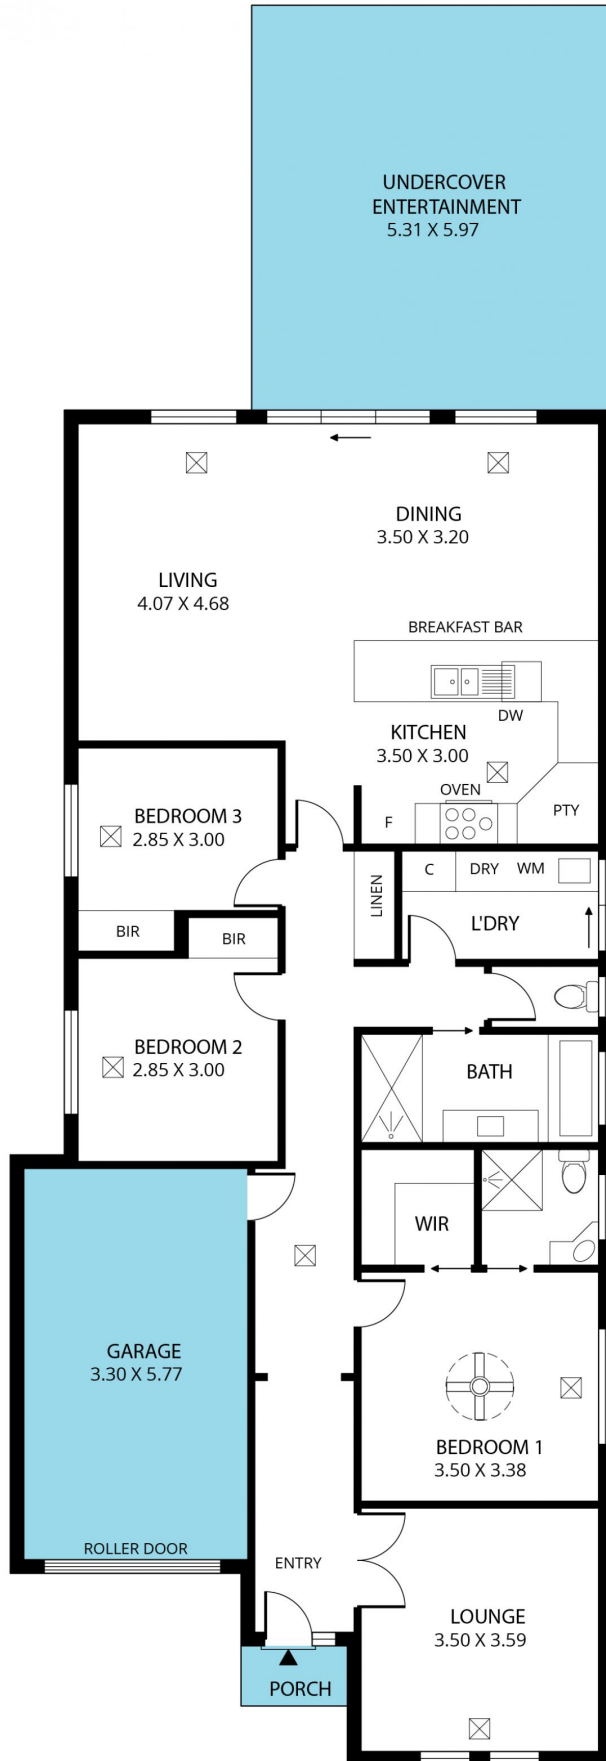 UNDERCOVER
ENTERTAINMENT
5.31 X 5.97
DINING
3.50 X 3.20
LIVING
4.07 X 4.68
BREAKFAST BAR
DW
KITCHEN
3.50 X 3.00
OVEN
F
PTY
BEDROOM 3
2.85 X 3.00
BIR
BIR
LINEN
C
DRY
WM
L'DRY
BEDROOM 2
2.85 X 3.00
BATH
WIR
GARAGE
3.30 X 5.77
ROLLER DOOR
BEDROOM 1
3.50 X 3.38
ENTRY
LOUNGE
3.50 X 3.59
PORCH